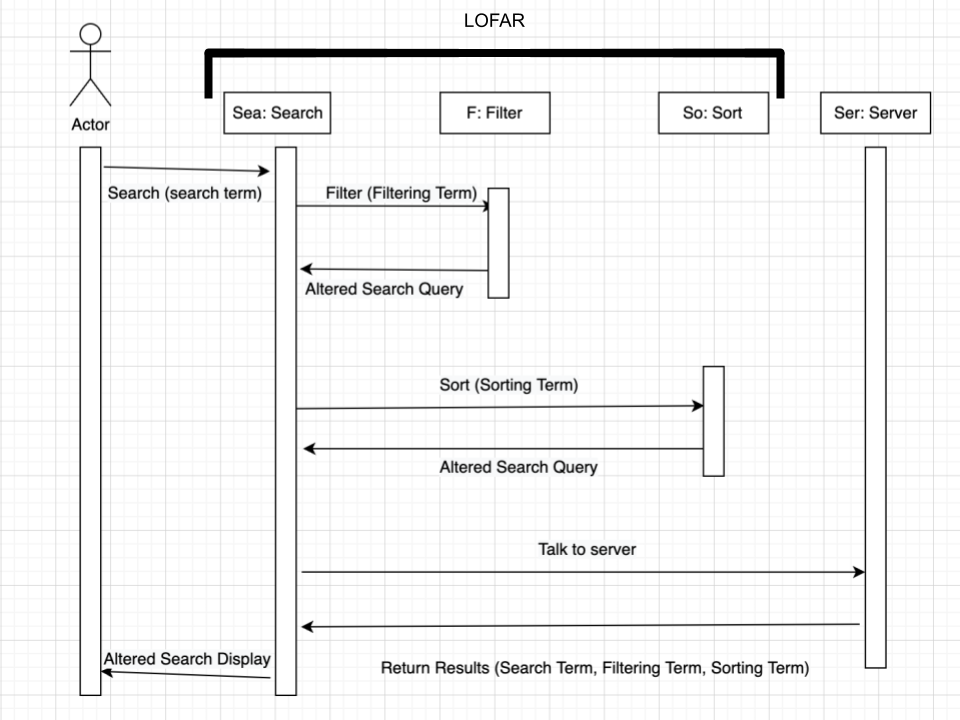 LOFAR
Actor
Sea: Search
F: Filter
So: Sort
Ser: Server
Search (search term)
Filter (Filtering Term)
Altered Search Query
Sort (Sorting Term)
Altered Search Query
Talk to server
Altered Search Display
Return Results (Search Term, Filtering Term, Sorting Term)